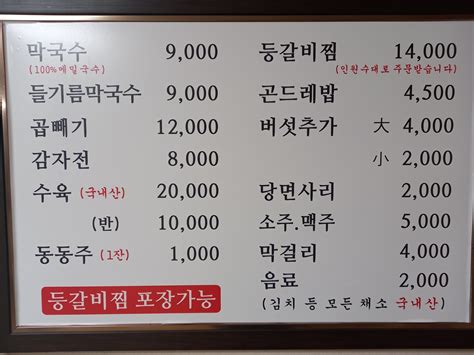 막국수 9,000
(100%메밀국수)
들기름막국수 9,000
곱빼기 12,000
감자전 8,000
수육 (국내산) 20,000
(반) 10,000
동동주 (1잔) 1,000
등갈비찜 포장가능
등갈비찜 14,000
(인원수대로 주문받습니다)
곤드레밥 4,500
버섯추가 大 4,000
小 2,000
당면사리 2,000
소주.맥주 5,000
막걸리 4,000
음료 2,000
(김치 등 모든 채소 국내산)